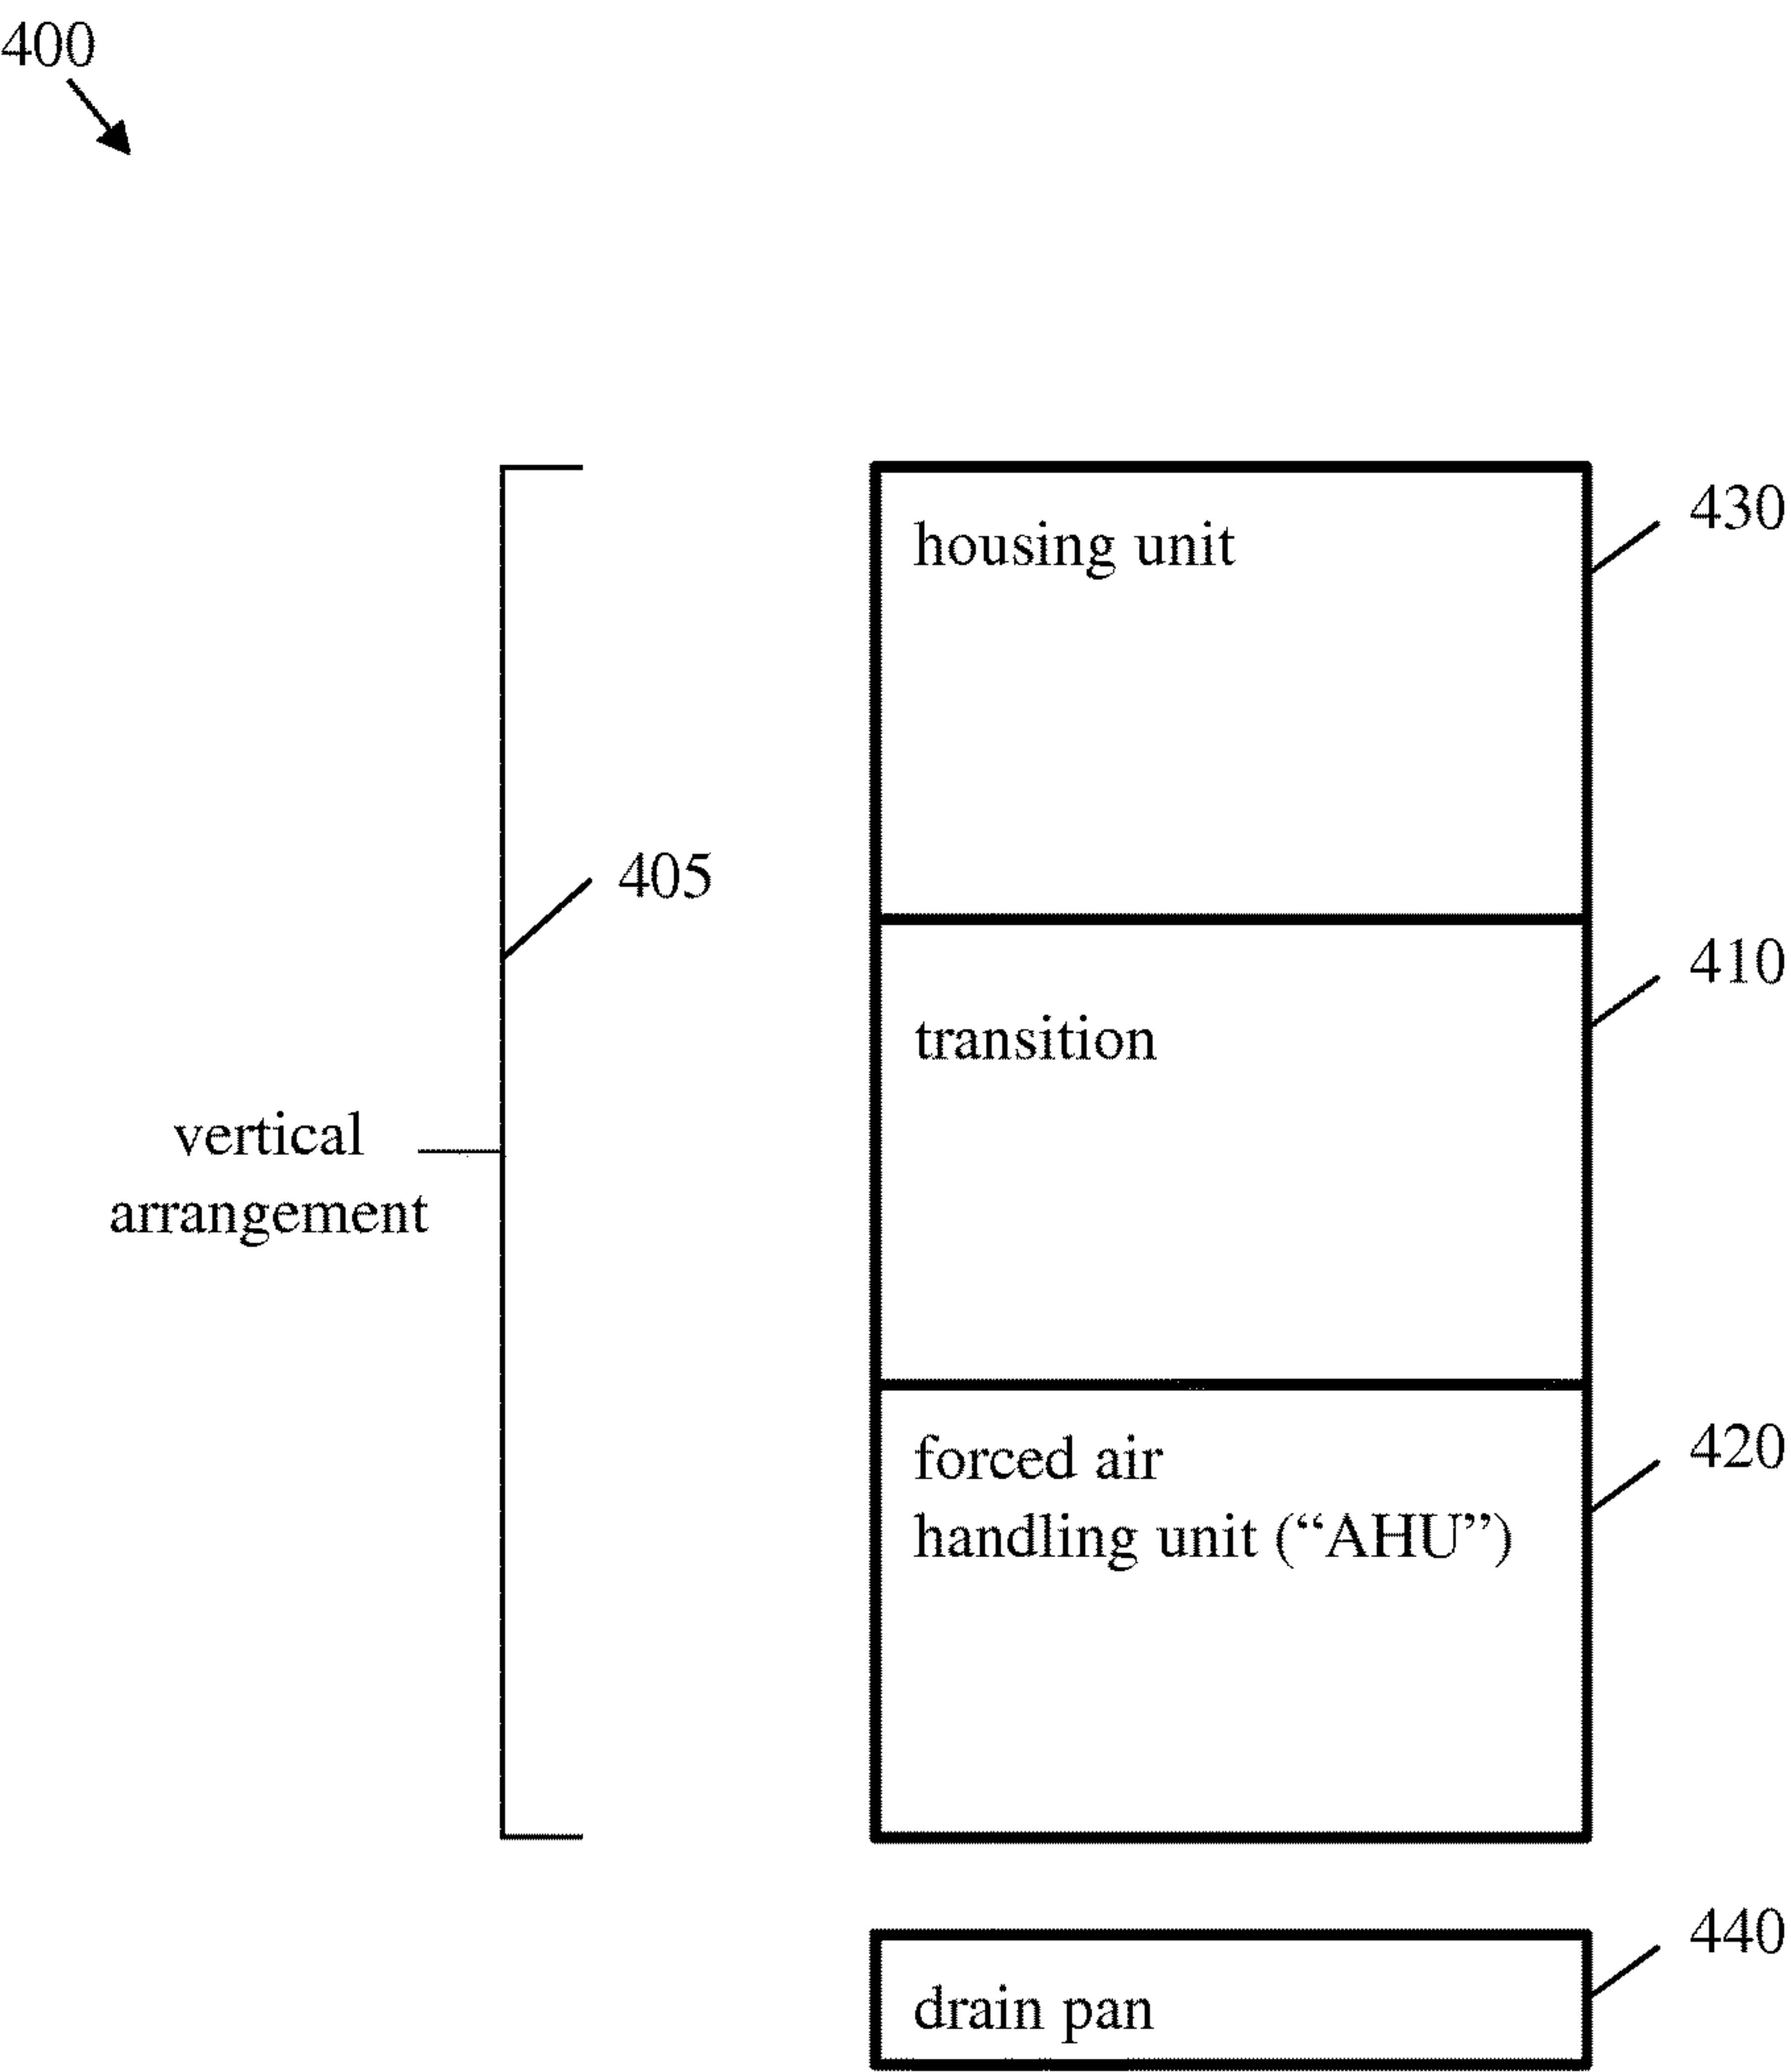 400
housing unit
430
405
410
transition
vertical
arrangement
forced air
handling unit (“AHU”)
420
440
drain pan